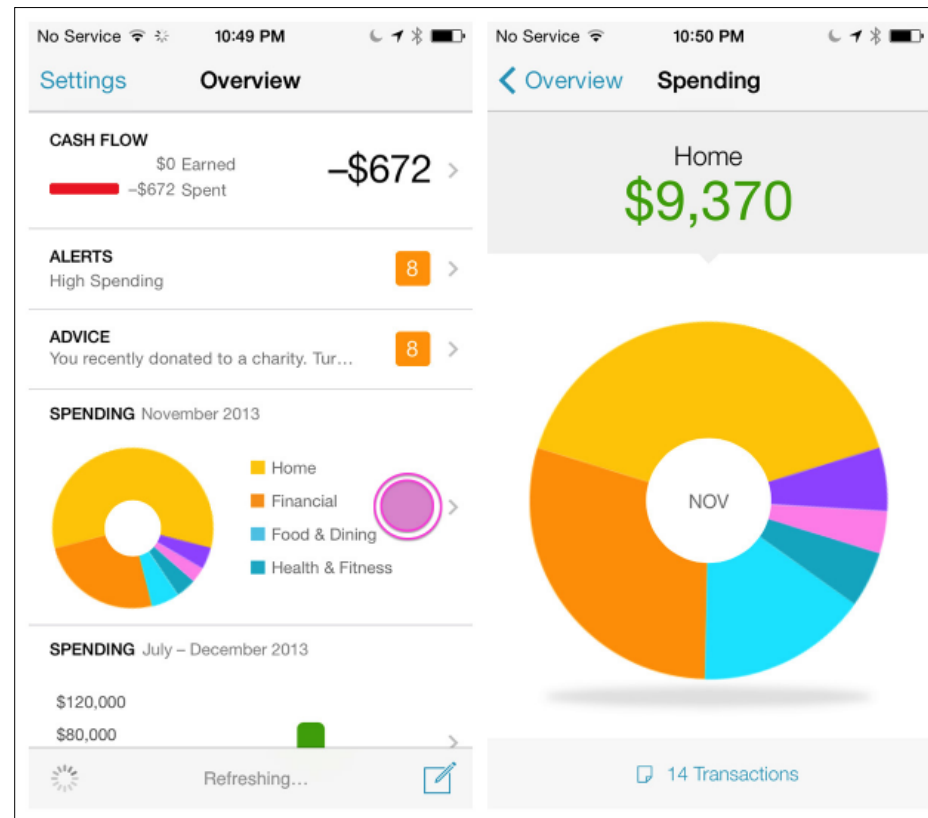 No Service 10:49 PM
Settings Overview
CASH FLOW
$0 Earned
–$672
–$672 Spent
ALERTS
High Spending
8
ADVICE
You recently donated to a charity. Tur...
8
SPENDING November 2013
Home
Financial
Food & Dining
Health & Fitness
SPENDING July – December 2013
$120,000
$80,000
Refreshing...
No Service 10:50 PM
Overview Spending
Home
$9,370
NOV
14 Transactions